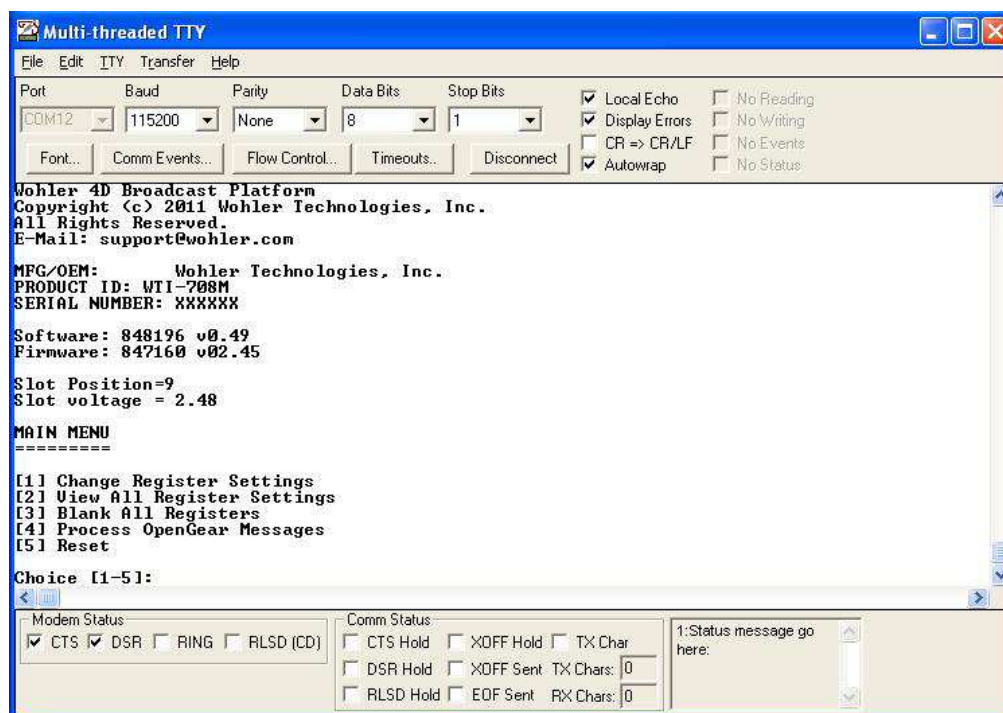 Multi-threaded TTY
File Edit TTY Transfer Help
Port Baud Parity Data Bits Stop Bits
COM12 115200 None 8 1
Local Echo No Reading
Display Errors No Writing
CR => CR/LF No Events
Autowrap No Status
Font... Comm Events... Flow Control... Timeouts.. Disconnect
Wohler 4D Broadcast Platform
Copyright (c) 2011 Wohler Technologies, Inc.
All Rights Reserved.
E-Mail: support@wohler.com
MFG/OEM: Wohler Technologies, Inc.
PRODUCT ID: WTI-708M
SERIAL NUMBER: XXXXXX
Software: 848196 v0.49
Firmware: 847160 v02.45
Slot Position=9
Slot voltage = 2.48
MAIN MENU
=========
[1] Change Register Settings
[2] View All Register Settings
[3] Blank All Registers
[4] Process OpenGear Messages
[5] Reset
Choice [1-5]:
Modem Status
CTS DSR RING RLSD (CD)
Comm Status
CTS Hold XOFF Hold TX Char
DSR Hold XOFF Sent TX Chars: 0
RLSD Hold EOF Sent RX Chars: 0
1:Status message go
here: